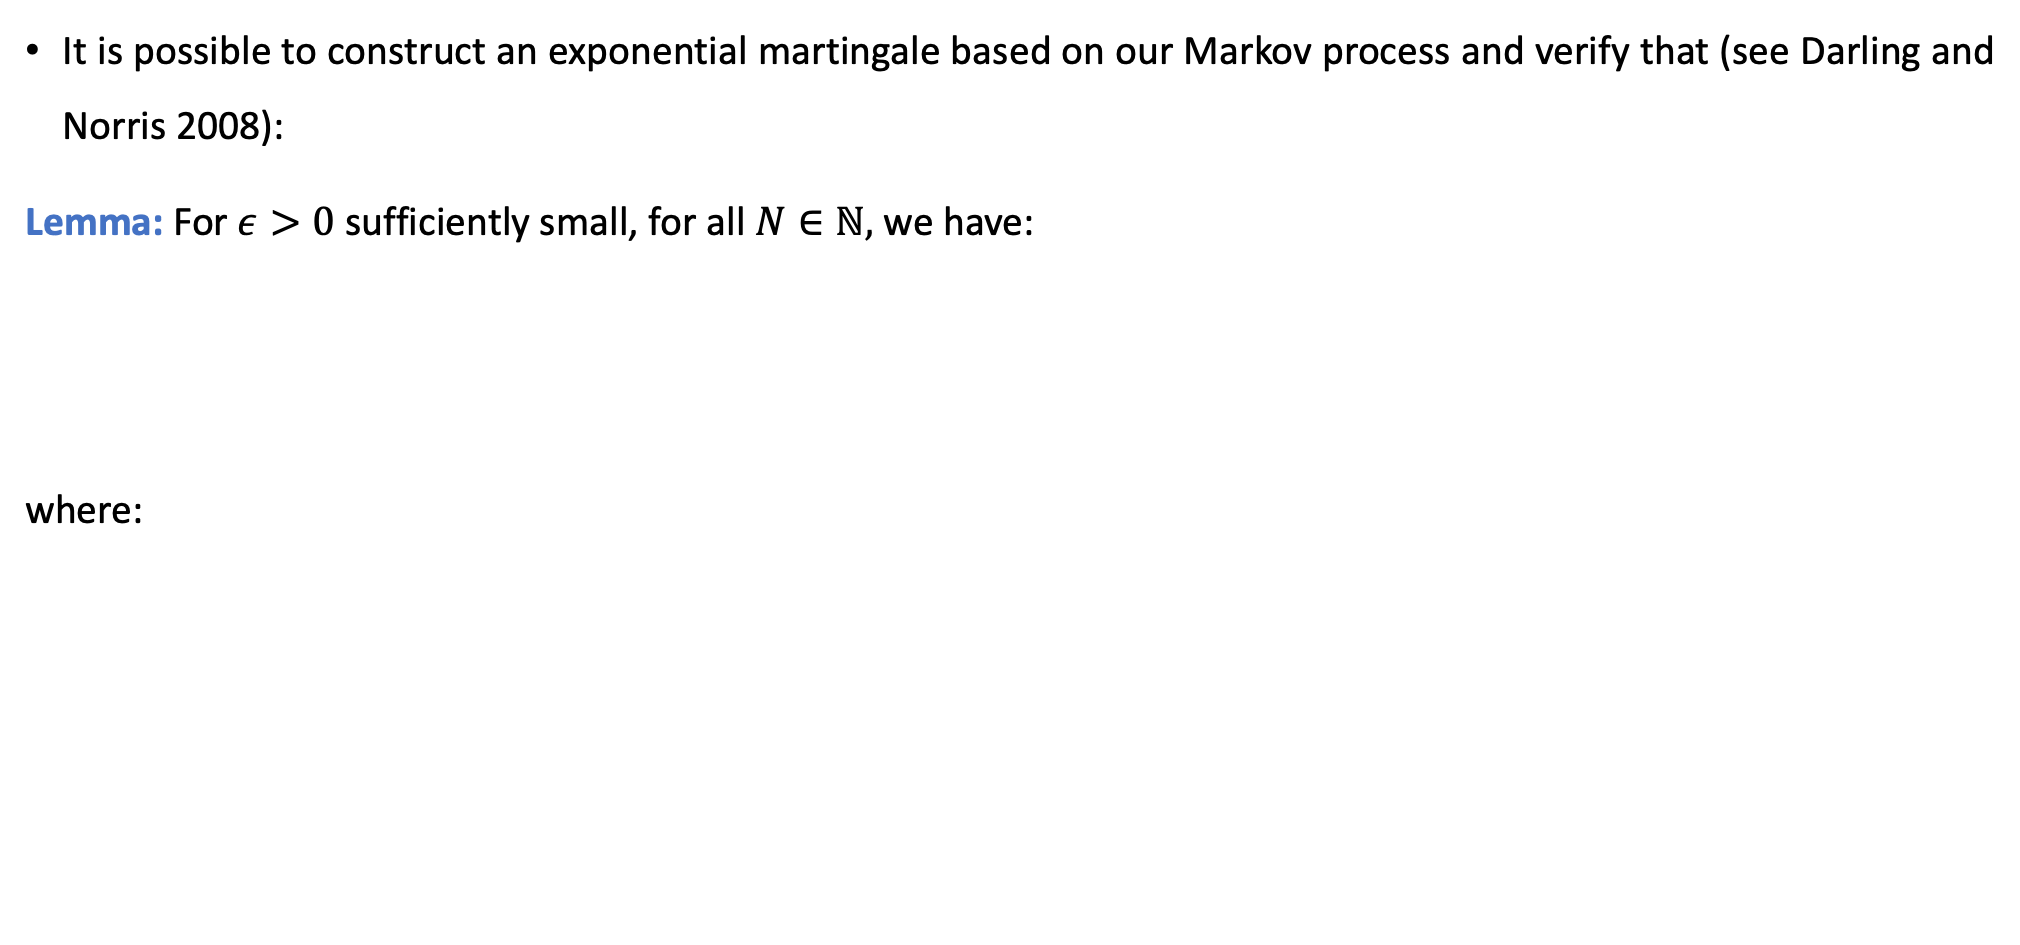 • It is possible to construct an exponential martingale based on our Markov process and verify that (see Darling and
Norris 2008):
Lemma: For ϵ > 0 sufficiently small, for all N ∈ ℕ, we have:
where: